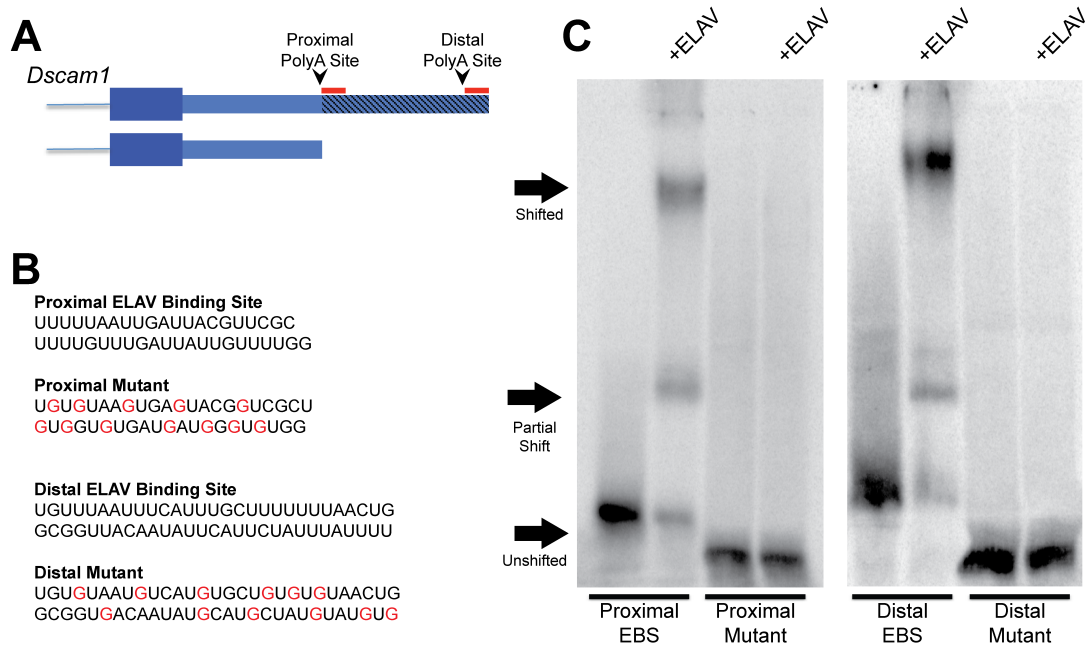 A
Proximal
PolyA Site
Distal
PolyA Site
Dscam1
B
Proximal ELAV Binding Site
UUUUUAAUUGAUUACGUUCGC
UUUUGUUUGAUUAUUGUUUUGG
Proximal Mutant
UGUGUAAGUGAGUACGGUCGCU
GUGGUGUGAUGAUGGGUGUGG
Distal ELAV Binding Site
UGUUUAAUUUCAUUUGCUUUUUUUAACUG
GCGGUUACAAUAUUCAUUCUAUUUAUUUU
Distal Mutant
UGUGUAAUGUCAUGUGCUGUGUGUAACUG
GCGGUGACAAUAUGCAUGCUAUGUAUGUG
C
+ELAV
+ELAV
+ELAV
+ELAV
Shifted
Partial
Shift
Unshifted
Proximal
EBS
Proximal
Mutant
Distal
EBS
Distal
Mutant